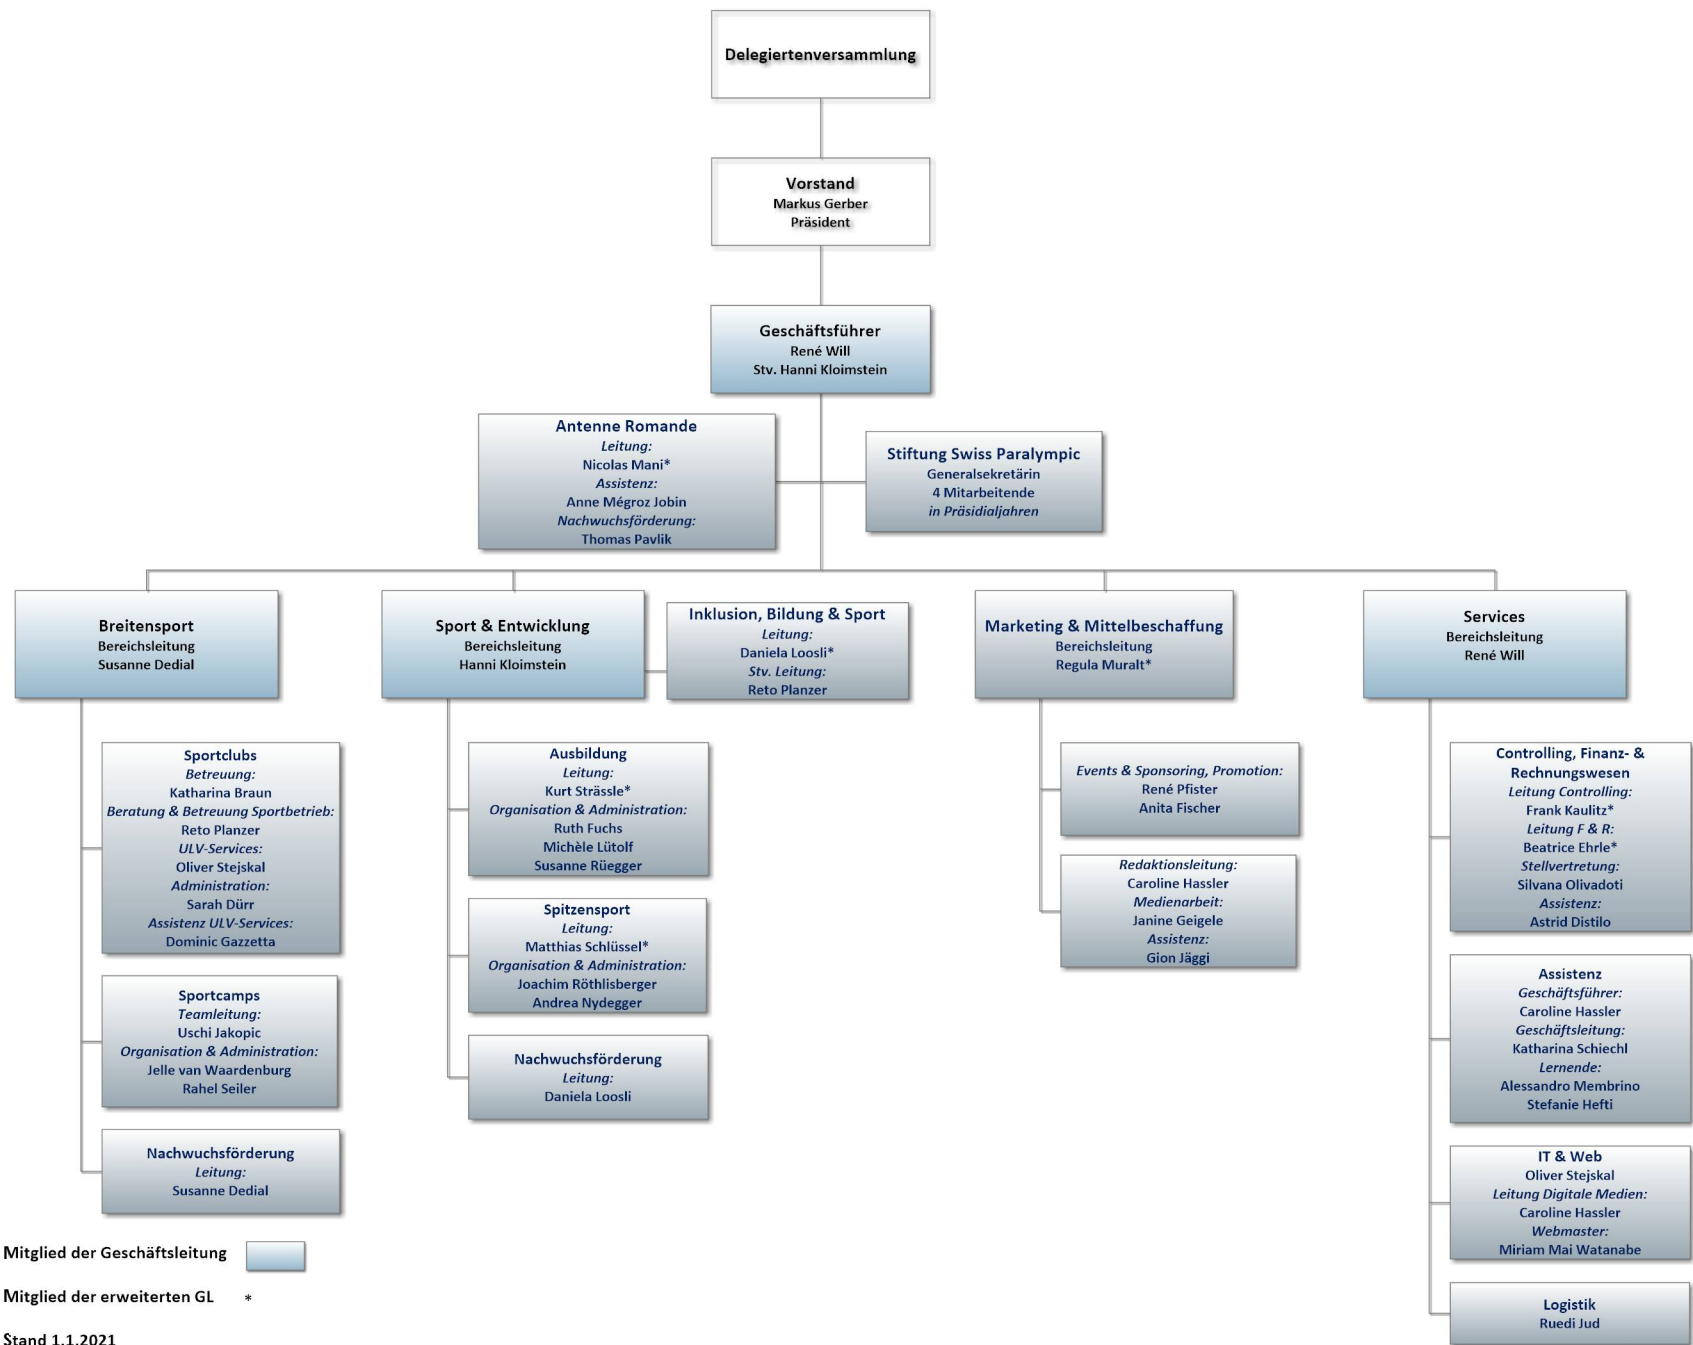 Delegiertenversammlung
Vorstand
Markus Gerber
Präsident
Geschäftsführer
René Will
Stv. Hanni Kloimstein
Antenne Romande
Leitung:
Nicolas Mani*
Assistenz:
Anne Mégroz Jobin
Nachwuchsförderung:
Thomas Pavlik
Stiftung Swiss Paralympic
Generalsekretärin
4 Mitarbeitende
in Präsidialjahren
Breitensport
Bereichsleitung
Susanne Dedial
Sport & Entwicklung
Bereichsleitung
Hanni Kloimstein
Inklusion, Bildung & Sport
Leitung:
Daniela Loosli*
Stv. Leitung:
Reto Planzer
Marketing & Mittelbeschaffung
Bereichsleitung
Regula Muralt*
Services
Bereichsleitung
René Will
Sportclubs
Betreuung:
Katharina Braun
Beratung & Betreuung Sportbetrieb:
Reto Planzer
ULV-Services:
Oliver Stejskal
Administration:
Sarah Dürr
Assistenz ULV-Services:
Dominic Gazzetta
Sportcamps
Teamleitung:
Uschi Jakopic
Organisation & Administration:
Jelle van Waardenburg
Rahel Seiler
Nachwuchsförderung
Leitung:
Susanne Dedial
Ausbildung
Leitung:
Kurt Strässle*
Organisation & Administration:
Ruth Fuchs
Michèle Lütolf
Susanne Rüegger
Spitzensport
Leitung:
Matthias Schlüssel*
Organisation & Administration:
Joachim Röthlisberger
Andrea Nydegger
Nachwuchsförderung
Leitung:
Daniela Loosli
Events & Sponsoring, Promotion:
René Pfister
Anita Fischer
Redaktionsleitung:
Caroline Hassler
Medienarbeit:
Janine Geigele
Assistenz:
Gion Jäggi
Controlling, Finanz- &
Rechnungswesen
Leitung Controlling:
Frank Kaulitz*
Leitung F & R:
Beatrice Ehrle*
Stellvertretung:
Silvana Olivadoti
Assistenz:
Astrid Distilo
Assistenz
Geschäftsführer:
Caroline Hassler
Geschäftsleitung:
Katharina Schiechl
Lernende:
Alessandro Membrino
Stefanie Hefti
IT & Web
Oliver Stejskal
Leitung Digitale Medien:
Caroline Hassler
Webmaster:
Miriam Mai Watanabe
Logistik
Ruedi Jud
Mitglied der Geschäftsleitung
Mitglied der erweiterten GL *
Stand 1.1.2021